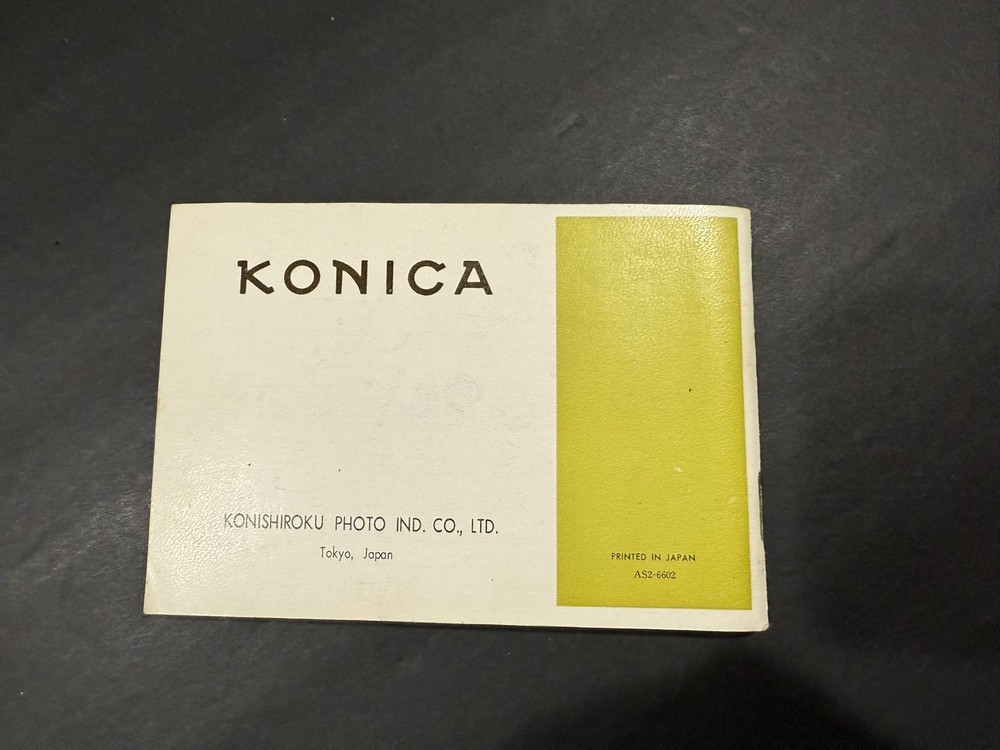 KONICA
KONISHIROKU PHOTO IND. CO., LTD.
Tokyo, Japan
PRINTED IN JAPAN
AS2-6602